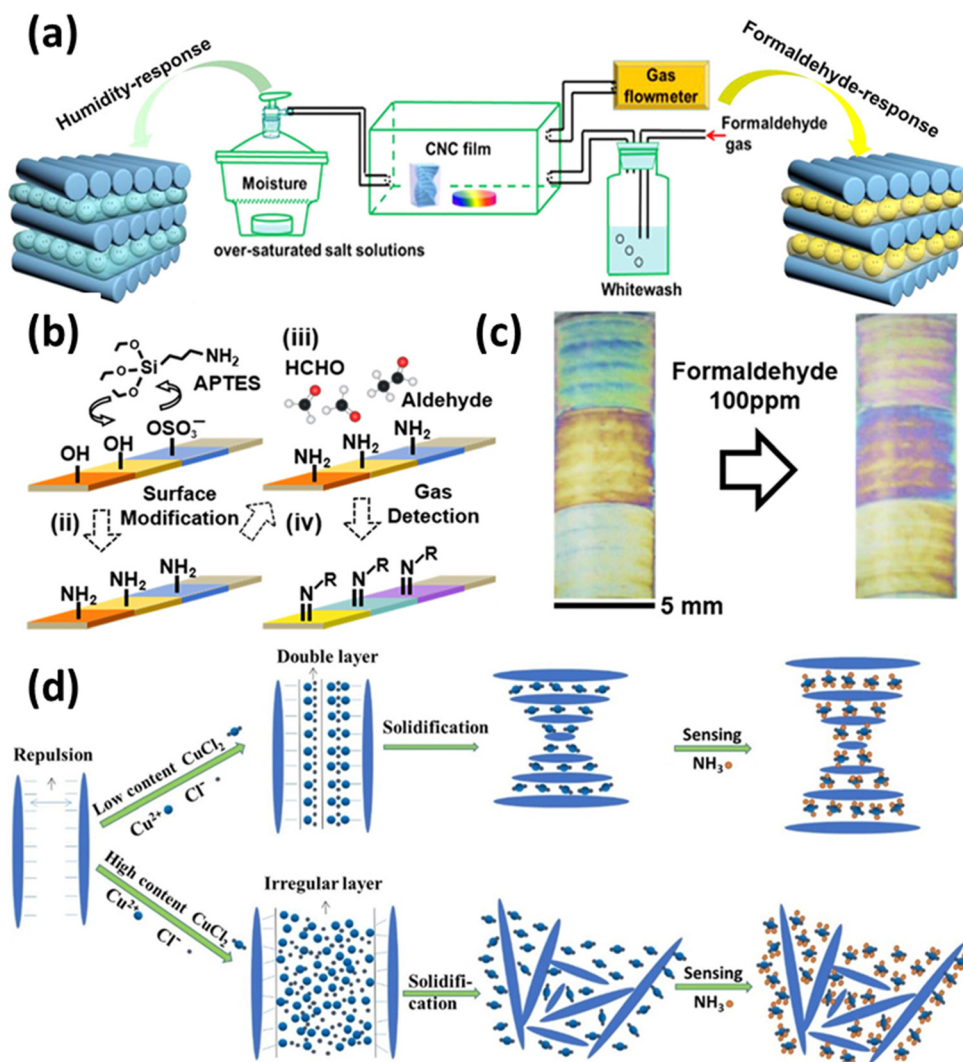 (a)
Humidity-response
Moisture
over-saturated salt solutions
CNC film
Gas
flowmeter
Formaldehyde
gas
Whitewash
Formaldehyde-response
(b)
Si
O
O
O
NH2
APTES
OH
OH
OSO3−
(ii)
Surface
Modification
NH2
NH2
NH2
(iii)
HCHO
Aldehyde
NH2
NH2
NH2
(iv)
Gas
Detection
N
R
N
R
N
R
(c)
Formaldehyde
100ppm
5 mm
(d)
Repulsion
Low content CuCl2
Cu2+
Cl−
Double layer
Solidification
Sensing
NH3
High content CuCl2
Cu2+
Cl−
Irregular layer
Solidifi-
cation
Sensing
NH3